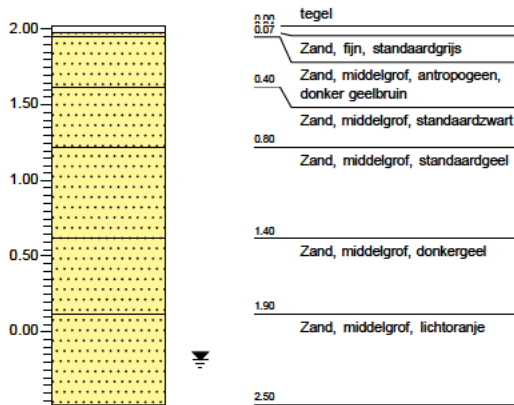 tegel
2.00
0.07
Zand, fijn, standaardgrijs
Zand, middelgrof, antropogeen,
donker geelbruin
0.40
1.50
Zand, middelgrof, standaardzwart
0.80
Zand, middelgrof, standaardgeel
1.00
1.40
0.50
Zand, middelgrof, donkergeel
1.90
0.00
Zand, middelgrof, lichtoranje
2.50